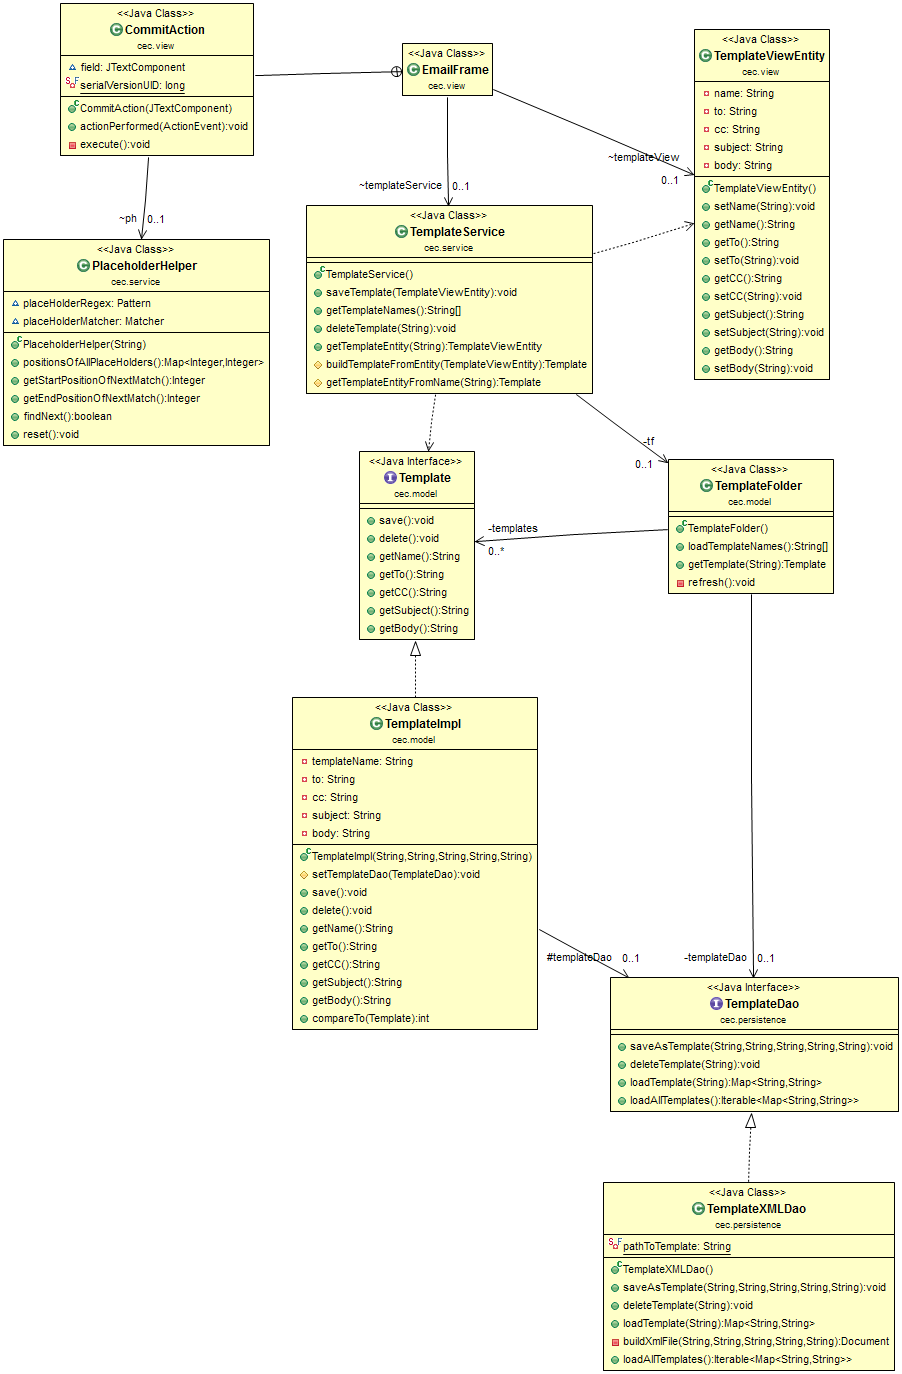 <<Java Class>>
CommitAction
cec.view
field: JTextComponent
serialVersionUID: long
CommitAction(JTextComponent)
actionPerformed(ActionEvent):void
execute():void
<<Java Class>>
EmailFrame
cec.view
<<Java Class>>
TemplateViewEntity
cec.view
name: String
to: String
cc: String
subject: String
body: String
TemplateViewEntity()
setName(String):void
getName():String
getTo():String
setTo(String):void
getCC():String
setCC(String):void
getSubject():String
setSubject(String):void
getBody():String
setBody(String):void
~templateView
0..1
~templateService
0..1
~ph
0..1
<<Java Class>>
PlaceholderHelper
cec.service
placeHolderRegex: Pattern
placeHolderMatcher: Matcher
PlaceholderHelper(String)
positionsOfAllPlaceHolders():Map<Integer,Integer>
getStartPositionOfNextMatch():Integer
getEndPositionOfNextMatch():Integer
findNext():boolean
reset():void
<<Java Class>>
TemplateService
cec.service
TemplateService()
saveTemplate(TemplateViewEntity):void
getTemplateNames():String[]
deleteTemplate(String):void
getTemplateEntity(String):TemplateViewEntity
buildTemplateFromEntity(TemplateViewEntity):Template
getTemplateEntityFromName(String):Template
-tf
0..1
<<Java Interface>>
Template
cec.model
save():void
delete():void
getName():String
getTo():String
getCC():String
getSubject():String
getBody():String
<<Java Class>>
TemplateFolder
cec.model
TemplateFolder()
loadTemplateNames():String[]
getTemplate(String):Template
refresh():void
-templates
0..*
<<Java Class>>
TemplateImpl
cec.model
templateName: String
to: String
cc: String
subject: String
body: String
TemplateImpl(String,String,String,String,String)
setTemplateDao(TemplateDao):void
save():void
delete():void
getName():String
getTo():String
getCC():String
getSubject():String
getBody():String
compareTo(Template):int
#templateDao
0..1
-templateDao
0..1
<<Java Interface>>
TemplateDao
cec.persistence
saveAsTemplate(String,String,String,String,String):void
deleteTemplate(String):void
loadTemplate(String):Map<String,String>
loadAllTemplates():Iterable<Map<String,String>>
<<Java Class>>
TemplateXMLDao
cec.persistence
pathToTemplate: String
TemplateXMLDao()
saveAsTemplate(String,String,String,String,String):void
deleteTemplate(String):void
loadTemplate(String):Map<String,String>
buildXmlFile(String,String,String,String,String):Document
loadAllTemplates():Iterable<Map<String,String>>